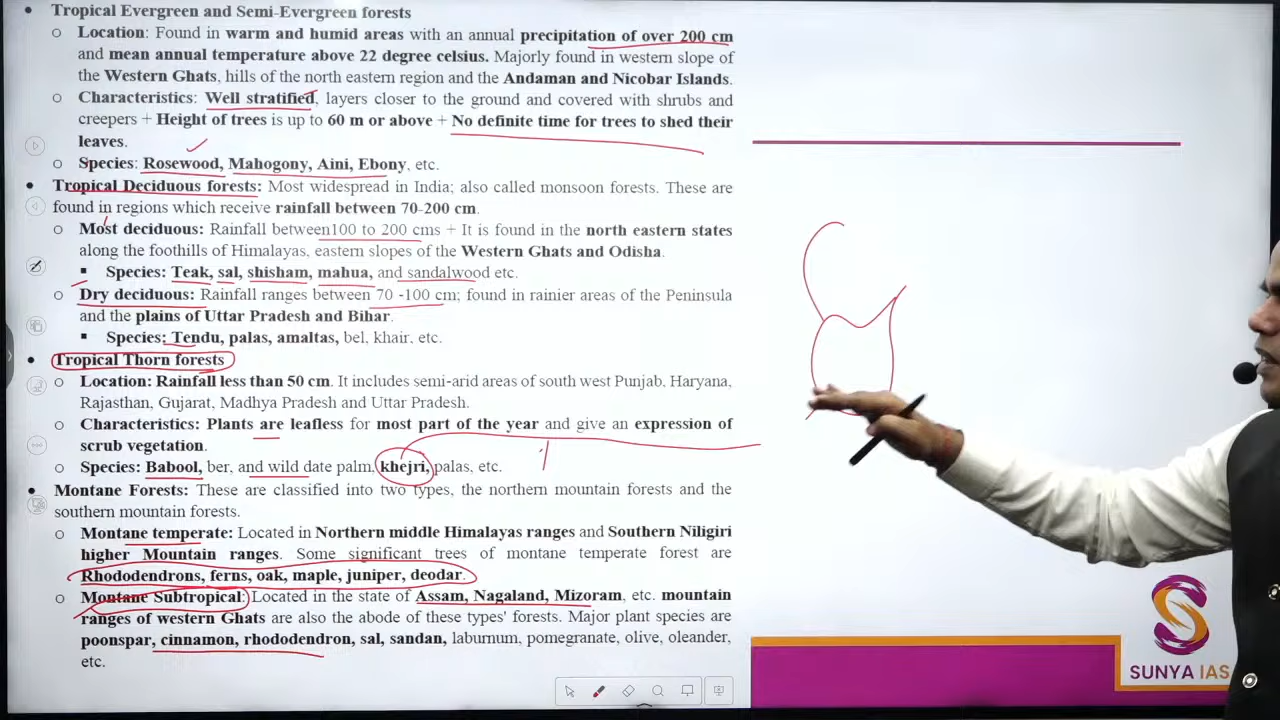 • Tropical Evergreen and Semi-Evergreen forests
o Location: Found in warm and humid areas with an annual precipitation of over 200 cm
and mean annual temperature above 22 degree celsius. Majorly found in western slope of
the Western Ghats, hills of the north eastern region and the Andaman and Nicobar Islands.
o Characteristics: Well stratified, layers closer to the ground and covered with shrubs and
creepers + Height of trees is up to 60 m or above + No definite time for trees to shed their
leaves.
o Species: Rosewood, Mahogony, Aini, Ebony, etc.
• Tropical Deciduous forests: Most widespread in India; also called monsoon forests. These are
found in regions which receive rainfall between 70-200 cm.
o Most deciduous: Rainfall between100 to 200 cms + It is found in the north eastern states
along the foothills of Himalayas, eastern slopes of the Western Ghats and Odisha.
▪ Species: Teak, sal, shisham, mahua, and sandalwood etc.
o Dry deciduous: Rainfall ranges between 70 -100 cm; found in rainier areas of the Peninsula
and the plains of Uttar Pradesh and Bihar.
▪ Species: Tendu, palas, amaltas, bel, khair, etc.
• Tropical Thorn forests
o Location: Rainfall less than 50 cm. It includes semi-arid areas of south west Punjab, Haryana,
Rajasthan, Gujarat, Madhya Pradesh and Uttar Pradesh.
o Characteristics: Plants are leafless for most part of the year and give an expression of
scrub vegetation.
o Species: Babool, ber, and wild date palm, khejri, palas, etc.
• Montane Forests: These are classified into two types, the northern mountain forests and the
southern mountain forests.
o Montane temperate: Located in Northern middle Himalayas ranges and Southern Niligiri
higher Mountain ranges. Some significant trees of montane temperate forest are
Rhododendrons, ferns, oak, maple, juniper, deodar.
o Montane Subtropical: Located in the state of Assam, Nagaland, Mizoram, etc. mountain
ranges of western Ghats are also the abode of these types' forests. Major plant species are
poonspar, cinnamon, rhododendron, sal, sandan, laburnum, pomegranate, olive, oleander,
etc.
SUNYA IAS